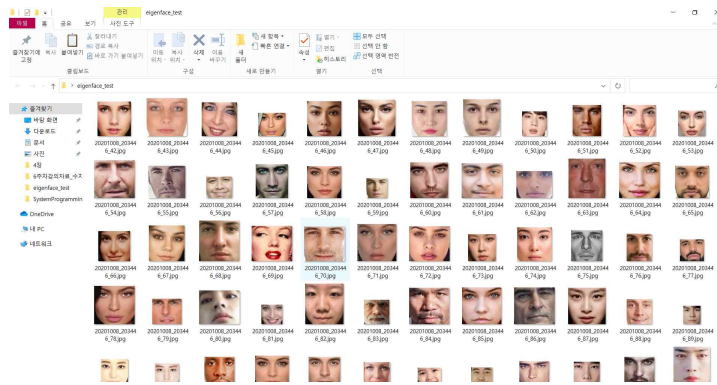 관리
eigenface_test
파일
홈
공유
보기
사진 도구
즐겨찾기에 고정
복사
붙여넣기
잘라내기
경로 복사
바로 가기 붙여넣기
클립보드
이동 위치
복사 위치
삭제
이름 바꾸기
구성
새 폴더
새 항목
빠른 연결
새로 만들기
속성
열기
편집
히스토리
열기
모두 선택
선택 안 함
선택 영역 반전
선택
eigenface_test
즐겨찾기
바탕 화면
다운로드
문서
사진
4장
6주차강의자료_수치
eigenface_test
SystemProgrammin
OneDrive
내 PC
네트워크
20201008_20344
6_42.jpg
20201008_20344
6_43.jpg
20201008_20344
6_44.jpg
20201008_20344
6_45.jpg
20201008_20344
6_46.jpg
20201008_20344
6_47.jpg
20201008_20344
6_48.jpg
20201008_20344
6_49.jpg
20201008_20344
6_50.jpg
20201008_20344
6_51.jpg
20201008_20344
6_52.jpg
20201008_20344
6_53.jpg
20201008_20344
6_54.jpg
20201008_20344
6_55.jpg
20201008_20344
6_56.jpg
20201008_20344
6_57.jpg
20201008_20344
6_58.jpg
20201008_20344
6_59.jpg
20201008_20344
6_60.jpg
20201008_20344
6_61.jpg
20201008_20344
6_62.jpg
20201008_20344
6_63.jpg
20201008_20344
6_64.jpg
20201008_20344
6_65.jpg
20201008_20344
6_66.jpg
20201008_20344
6_67.jpg
20201008_20344
6_68.jpg
20201008_20344
6_69.jpg
20201008_20344
6_70.jpg
20201008_20344
6_71.jpg
20201008_20344
6_72.jpg
20201008_20344
6_73.jpg
20201008_20344
6_74.jpg
20201008_20344
6_75.jpg
20201008_20344
6_76.jpg
20201008_20344
6_77.jpg
20201008_20344
6_78.jpg
20201008_20344
6_79.jpg
20201008_20344
6_80.jpg
20201008_20344
6_81.jpg
20201008_20344
6_82.jpg
20201008_20344
6_83.jpg
20201008_20344
6_84.jpg
20201008_20344
6_85.jpg
20201008_20344
6_86.jpg
20201008_20344
6_87.jpg
20201008_20344
6_88.jpg
20201008_20344
6_89.jpg